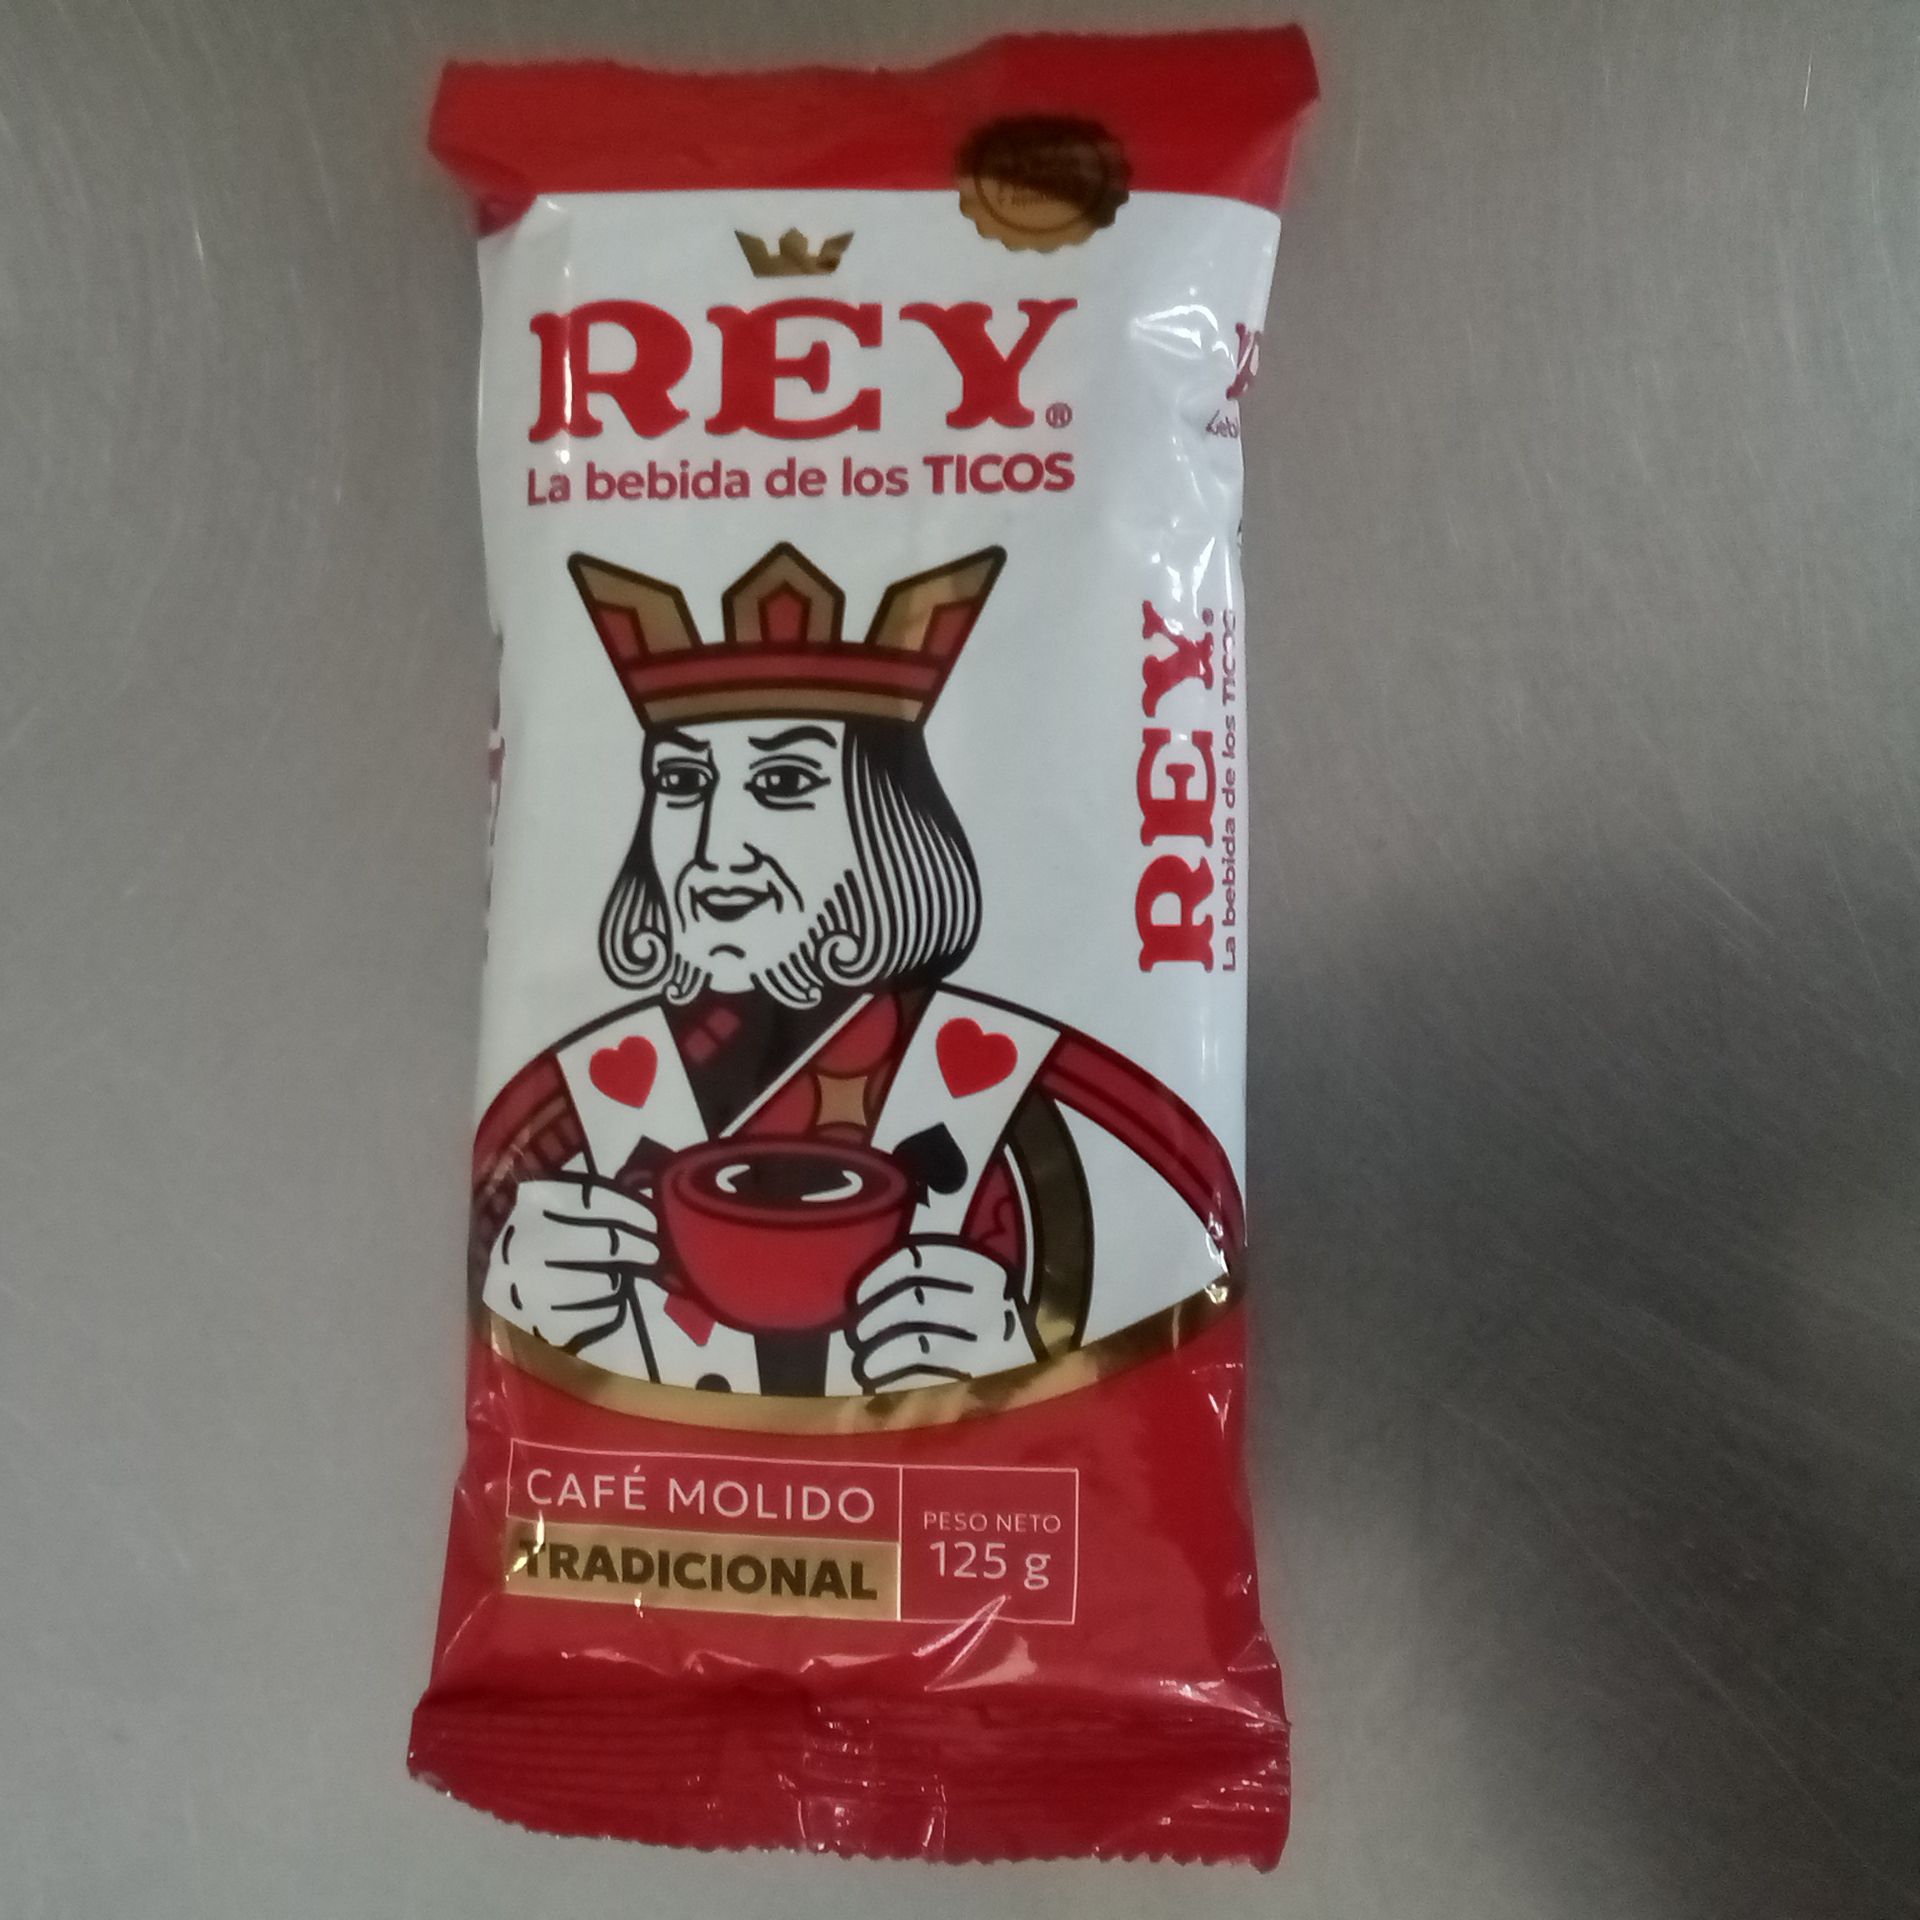 REY®
La bebida de los TICOS
REY®
La bebida de los TICOS
CAFÉ MOLIDO
TRADICIONAL
PESO NETO
125 g